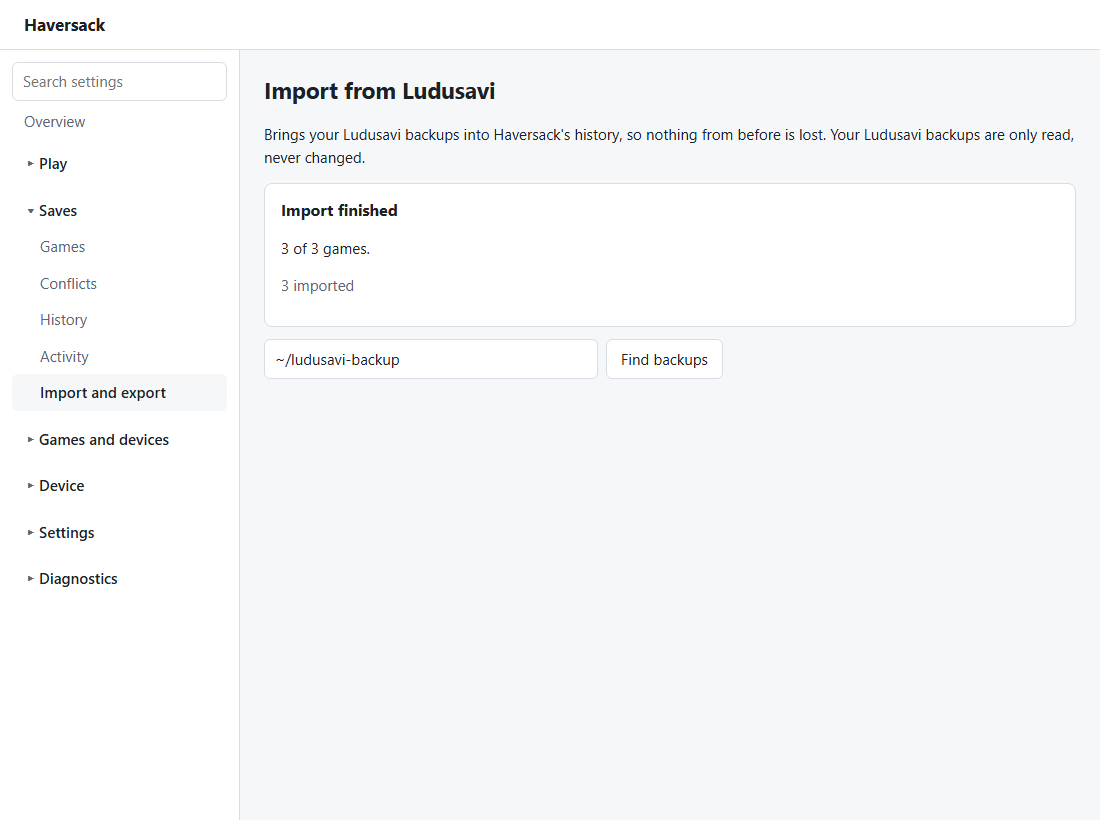 Haversack
Search settings
Overview
Play
Saves
Games
Conflicts
History
Activity
Import and export
Games and devices
Device
Settings
Diagnostics
Import from Ludusavi
Brings your Ludusavi backups into Haversack's history, so nothing from before is lost. Your Ludusavi backups are only read,
never changed.
Import finished
3 of 3 games.
3 imported
~/ludusavi-backup
Find backups